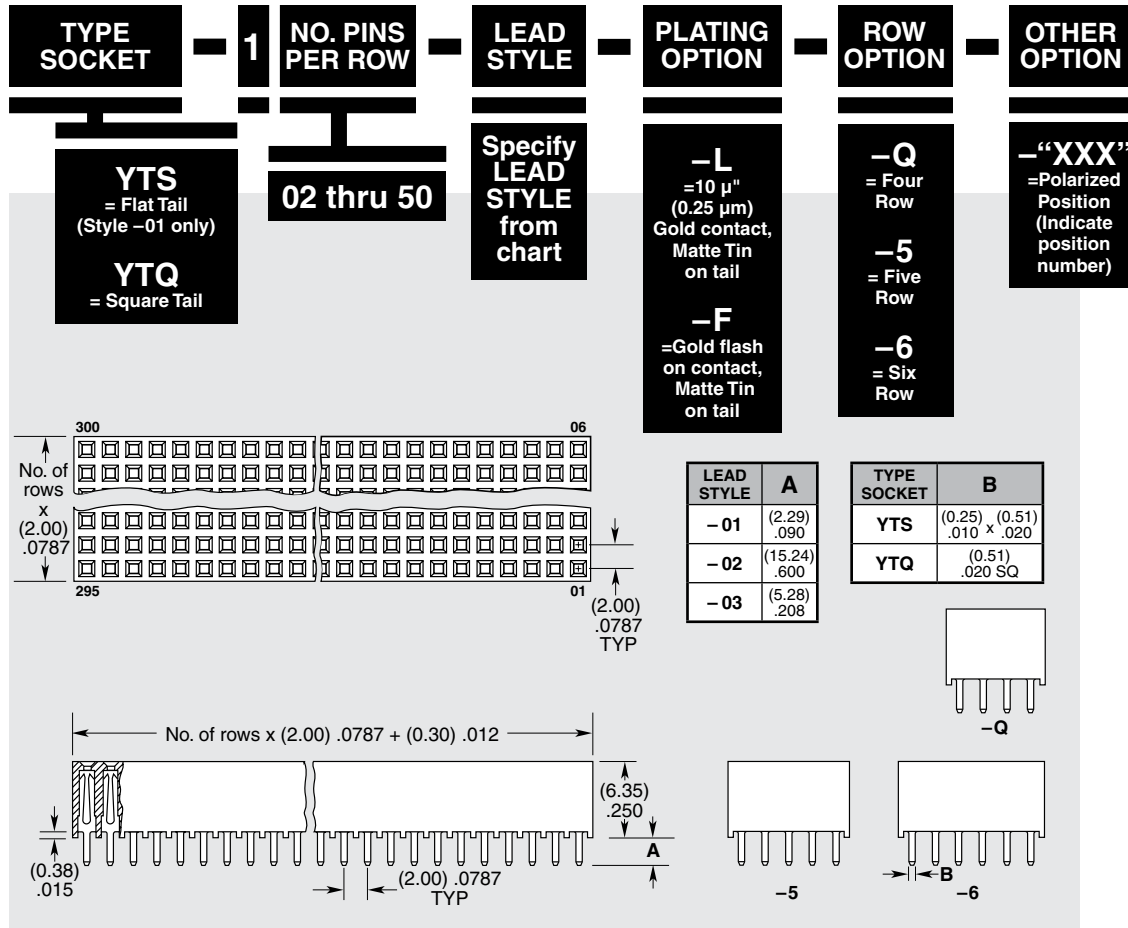 TYPE SOCKET – 1 NO. PINS PER ROW – LEAD STYLE – PLATING OPTION – ROW OPTION – OTHER OPTION
YTS
= Flat Tail
(Style –01 only)
YTQ
= Square Tail
02 thru 50
Specify
LEAD
STYLE
from
chart
–L
=10 µ"
(0.25 µm)
Gold contact,
Matte Tin
on tail
–F
=Gold flash
on contact,
Matte Tin
on tail
–Q
= Four
Row
–5
= Five
Row
–6
= Six
Row
–“XXX”
=Polarized
Position
(Indicate
position
number)
300
06
No. of
rows
x
(2.00)
.0787
295
01
(2.00)
.0787
TYP
LEAD STYLE A
–01 (2.29) .090
–02 (15.24) .600
–03 (5.28) .208
TYPE SOCKET B
YTS (0.25) .010 x (0.51) .020
YTQ (0.51) .020 SQ
–Q
No. of rows x (2.00) .0787 + (0.30) .012
(6.35)
.250
A
(0.38)
.015
(2.00) .0787
TYP
–5
B
–6